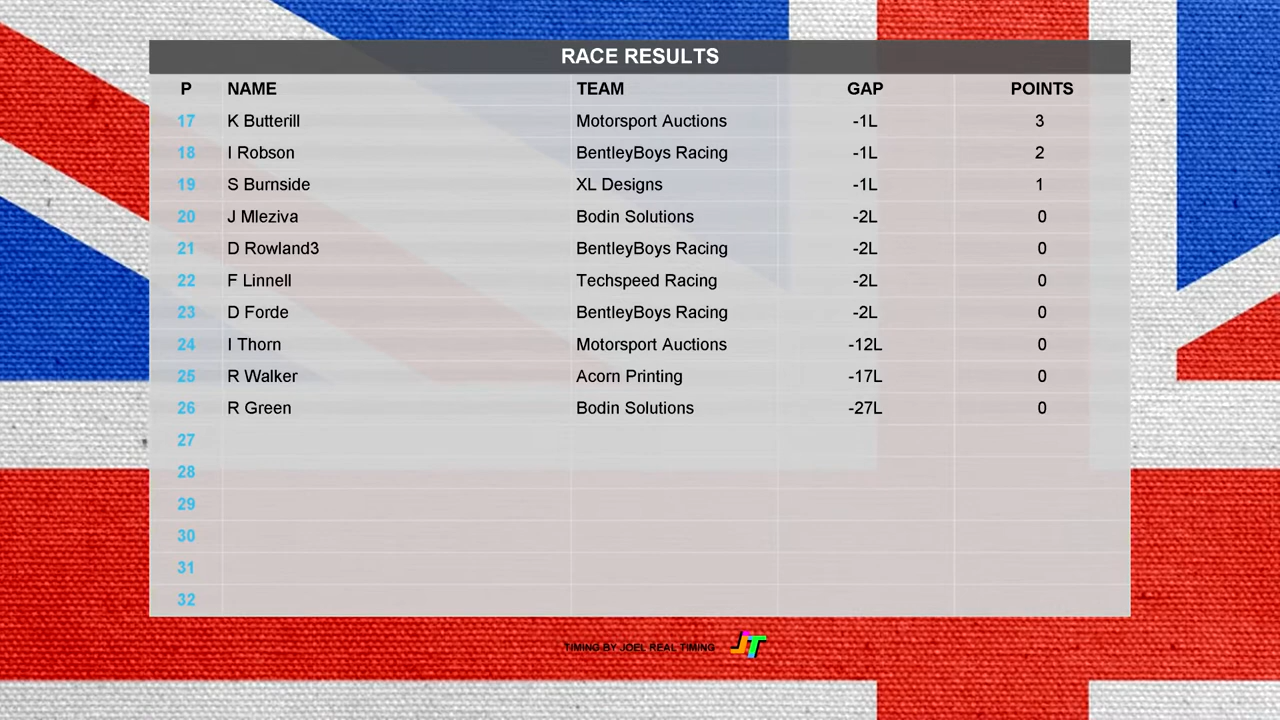 RACE RESULTS
P NAME TEAM GAP POINTS
17 K Butterill Motorsport Auctions -1L 3
18 I Robson BentleyBoys Racing -1L 2
19 S Burnside XL Designs -1L 1
20 J Mleziva Bodin Solutions -2L 0
21 D Rowland3 BentleyBoys Racing -2L 0
22 F Linnell Techspeed Racing -2L 0
23 D Forde BentleyBoys Racing -2L 0
24 I Thorn Motorsport Auctions -12L 0
25 R Walker Acorn Printing -17L 0
26 R Green Bodin Solutions -27L 0
27
28
29
30
31
32
TIMING BY JOEL REAL TIMING JT